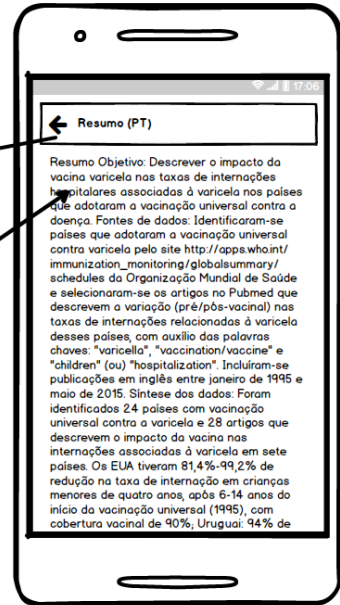 17:06
Resumo (PT)
Resumo Objetivo: Descrever o impacto da
vacina varicela nas taxas de internações
hospitalares associadas à varicela nos países
que adotaram a vacinação universal contra a
doença. Fontes de dados: Identificaram-se
países que adotaram a vacinação universal
contra varicela pelo site http://apps.who.int/
immunization_monitoring/globalsummary/
schedules da Organização Mundial de Saúde
e selecionaram-se os artigos no Pubmed que
descrevem a variação (pré/pós-vacinal) nas
taxas de internações relacionadas à varicela
desses países, com auxílio das palavras
chaves: "varicella", "vaccination/vaccine" e
"children" (ou) "hospitalization". Incluíram-se
publicações em inglês entre janeiro de 1995 e
maio de 2015. Síntese dos dados: Foram
identificados 24 países com vacinação
universal contra a varicela e 28 artigos que
descrevem o impacto da vacina nas
internações associadas à varicela em sete
países. Os EUA tiveram 81,4%-99,2% de
redução na taxa de internação em crianças
menores de quatro anos, após 6-14 anos do
início da vacinação universal (1995), com
cobertura vacinal de 90%; Uruguai: 94% de